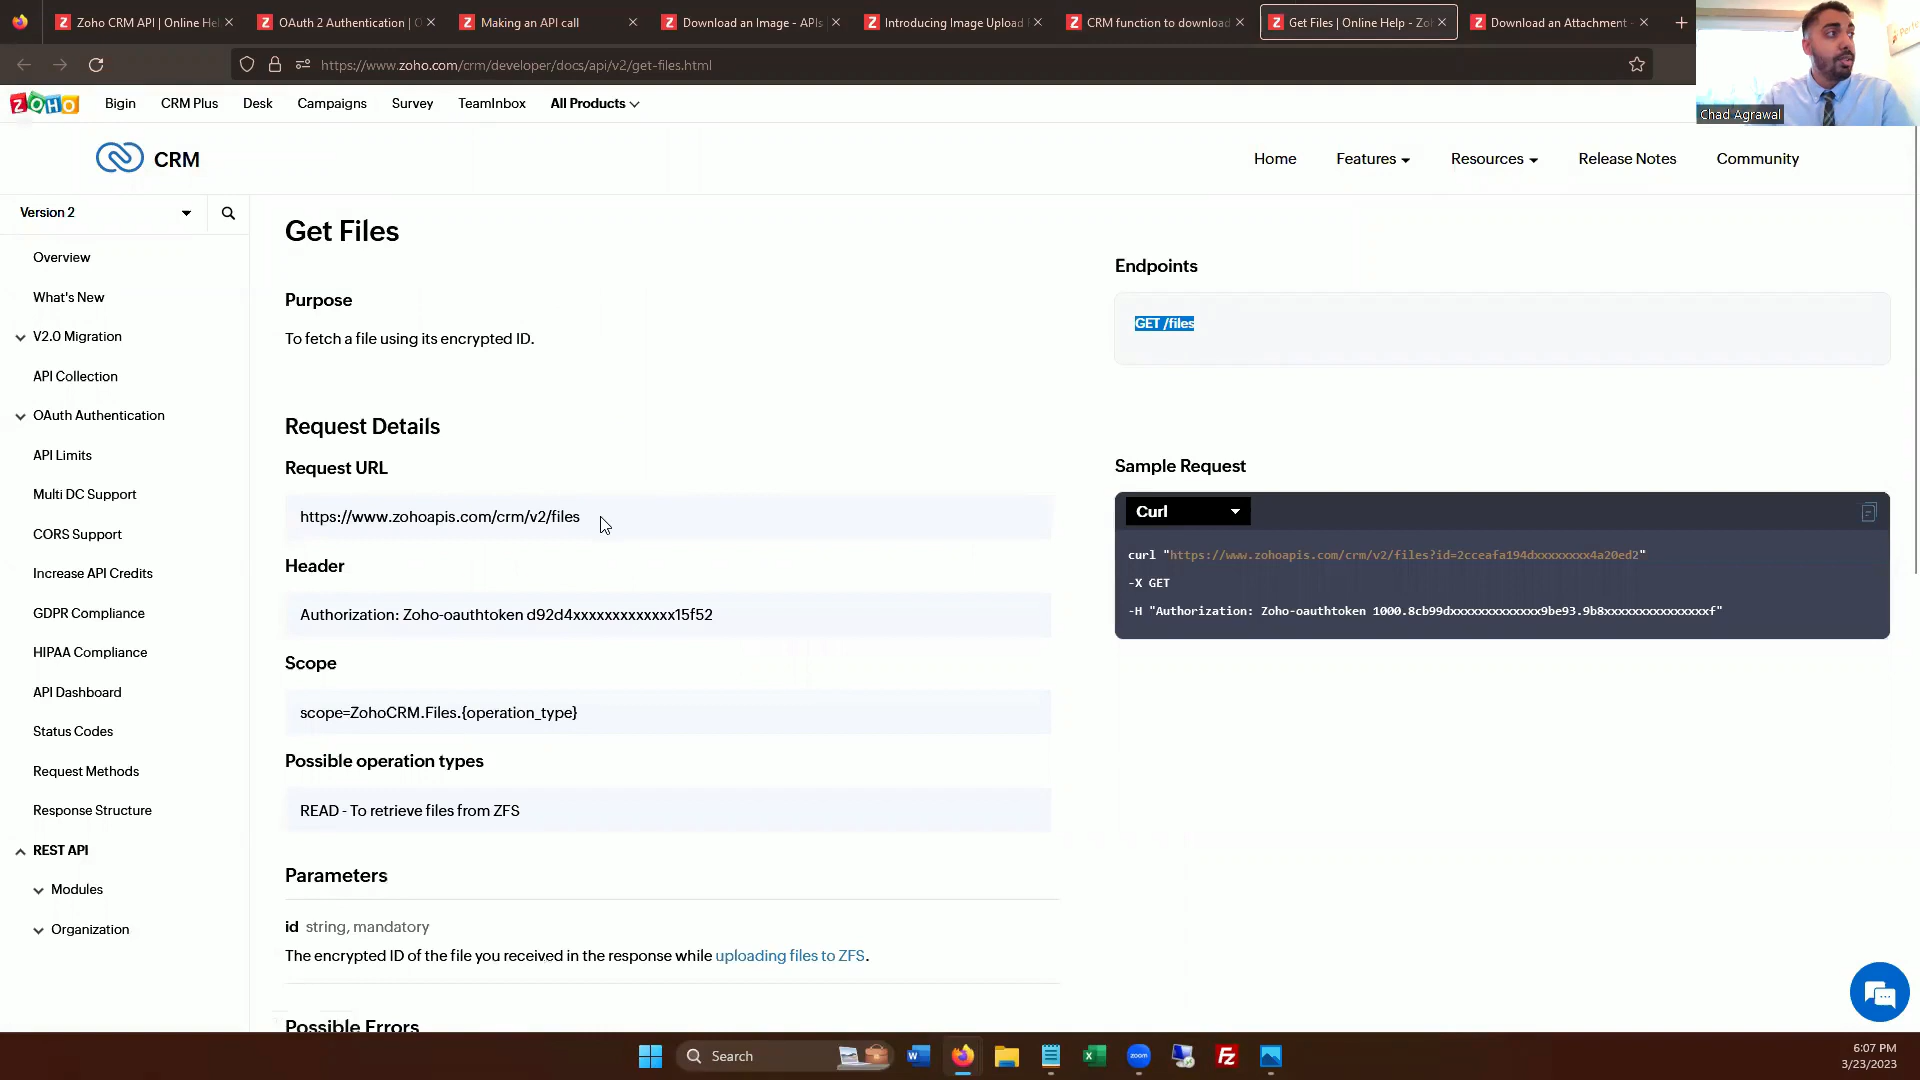 Zoho CRM API | Online Hel
OAuth 2 Authentication | O
Making an API call
Download an Image - APIs
Introducing Image Upload
CRM function to download
Get Files | Online Help - Zo
Download an Attachment -
https://www.zoho.com/crm/developer/docs/api/v2/get-files.html
Chad Agrawal
ZOHO
Bigin
CRM Plus
Desk
Campaigns
Survey
TeamInbox
All Products
CRM
Home
Features
Resources
Release Notes
Community
Version 2
Overview
What's New
V2.0 Migration
API Collection
OAuth Authentication
API Limits
Multi DC Support
CORS Support
Increase API Credits
GDPR Compliance
HIPAA Compliance
API Dashboard
Status Codes
Request Methods
Response Structure
REST API
Modules
Organization
Get Files
Purpose
To fetch a file using its encrypted ID.
Request Details
Request URL
https://www.zohoapis.com/crm/v2/files
Header
Authorization: Zoho-oauthtoken d92d4xxxxxxxxxxxxx15f52
Scope
scope=ZohoCRM.Files.{operation_type}
Possible operation types
READ - To retrieve files from ZFS
Parameters
id string, mandatory
The encrypted ID of the file you received in the response while uploading files to ZFS.
Possible Errors
Endpoints
GET /files
Sample Request
Curl
curl "https://www.zohoapis.com/crm/v2/files?id=2cceafa194dxxxxxxxx4a20ed2"
-X GET
-H "Authorization: Zoho-oauthtoken 1000.8cb99dxxxxxxxxxxxxx9be93.9b8xxxxxxxxxxxxxxxf"
Search
zoom
6:07 PM
3/23/2023